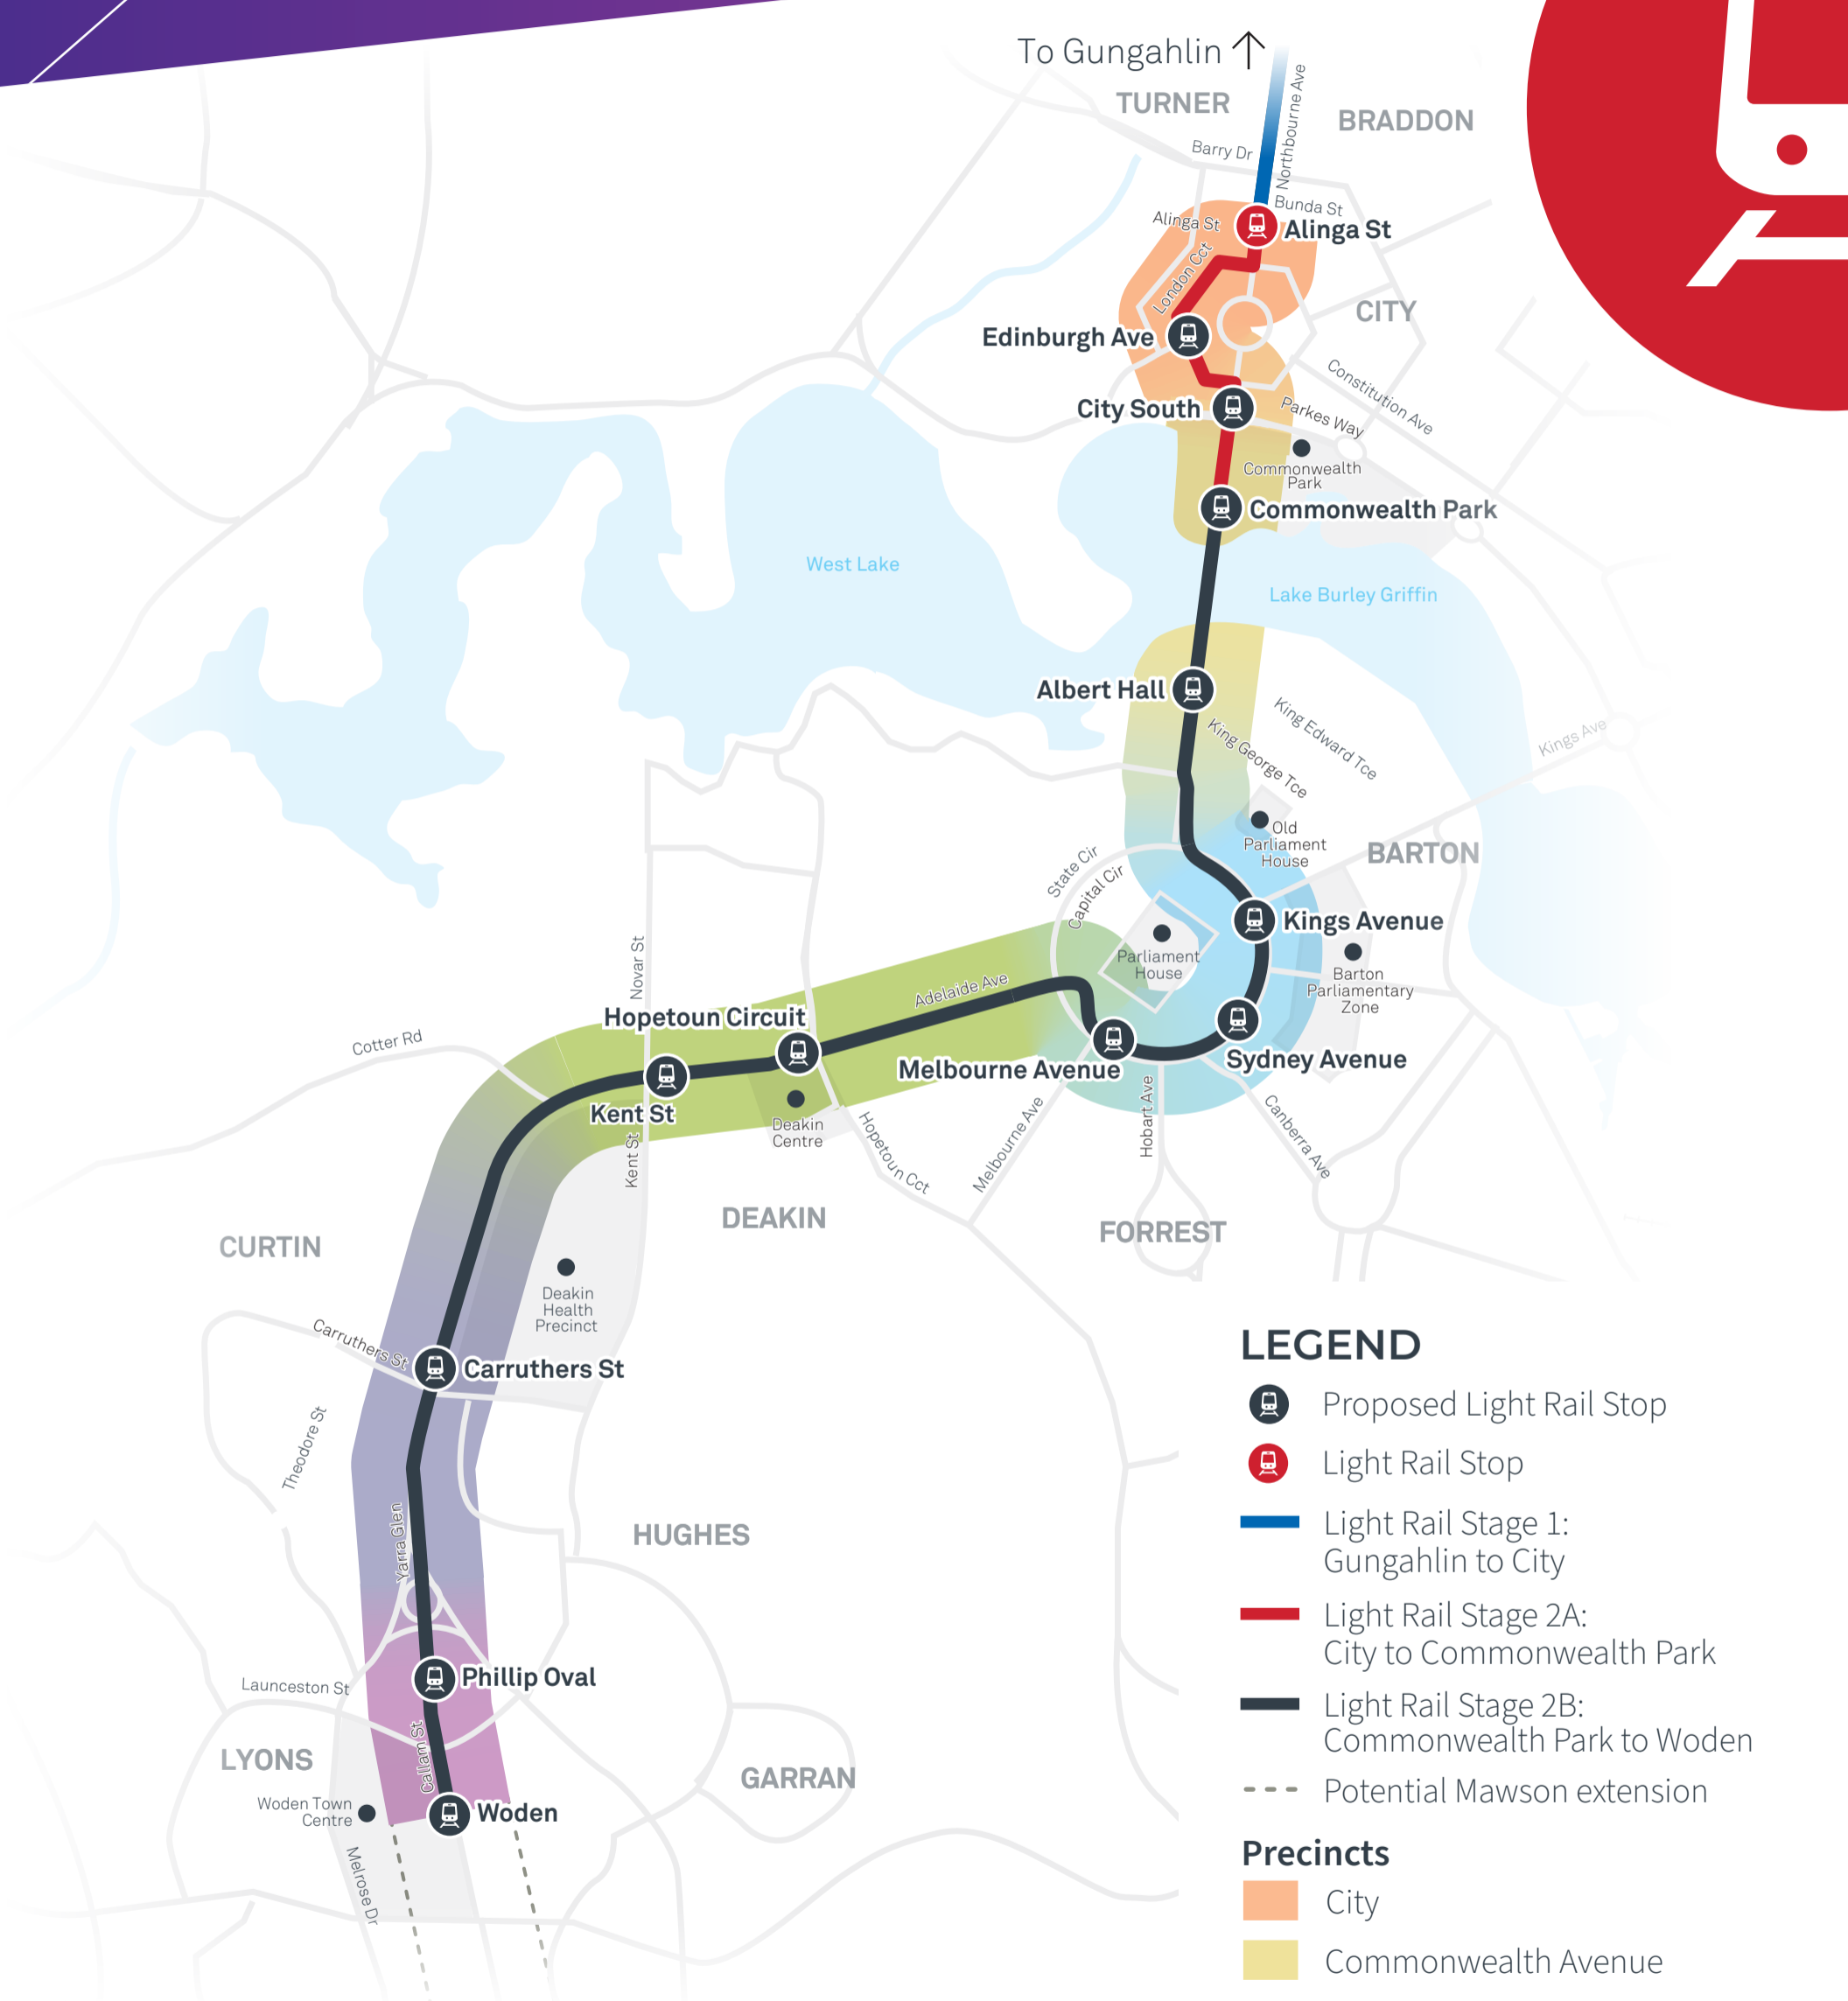 To Gungahlin
TURNER
BRADDON
Northbourne Ave
Barry Dr
Bunda St
Alinga St
Alinga St
London Cct
CITY
Edinburgh Ave
Constitution Ave
City South
Parkes Way
Commonwealth
Park
Commonwealth Park
West Lake
Lake Burley Griffin
Albert Hall
King George Tce
King Edward Tce
Kings Ave
Old
Parliament
House
BARTON
State Cir
Capital Cir
Kings Avenue
Parliament
House
Barton
Parliamentary
Zone
Novar St
Adelaide Ave
Hopetoun Circuit
Sydney Avenue
Melbourne Avenue
Cotter Rd
Kent St
Kent St
Deakin
Centre
Hopetoun Cct
Melbourne Ave
Hobart Ave
Canberra Ave
DEAKIN
FORREST
CURTIN
Deakin
Health
Precinct
Carruthers St
Carruthers St
Theodore St
Yarra Glen
HUGHES
Phillip Oval
Launceston St
Callam St
LYONS
GARRAN
Woden Town
Centre
Woden
Melrose Dr
LEGEND
Proposed Light Rail Stop
Light Rail Stop
Light Rail Stage 1:
Gungahlin to City
Light Rail Stage 2A:
City to Commonwealth Park
Light Rail Stage 2B:
Commonwealth Park to Woden
Potential Mawson extension
Precincts
City
Commonwealth Avenue